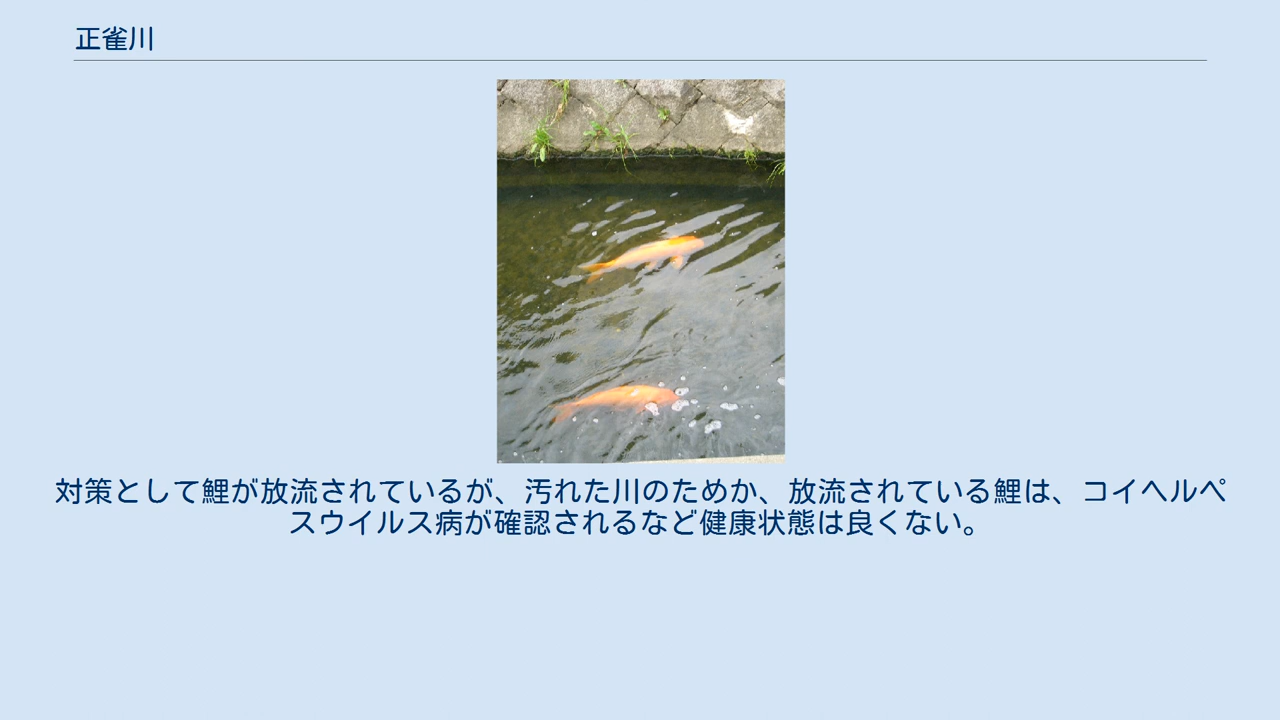 正雀川
対策として鯉が放流されているが、汚れた川のためか、放流されている鯉は、コイヘルペ
スウイルス病が確認されるなど健康状態は良くない。